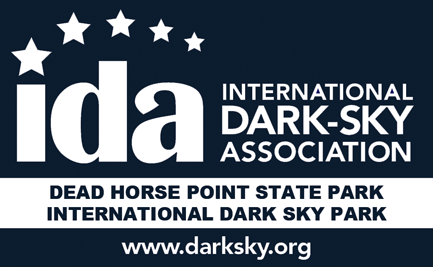 ida
INTERNATIONAL
DARK-SKY
ASSOCIATION
DEAD HORSE POINT STATE PARK
INTERNATIONAL DARK SKY PARK
www.darksky.org